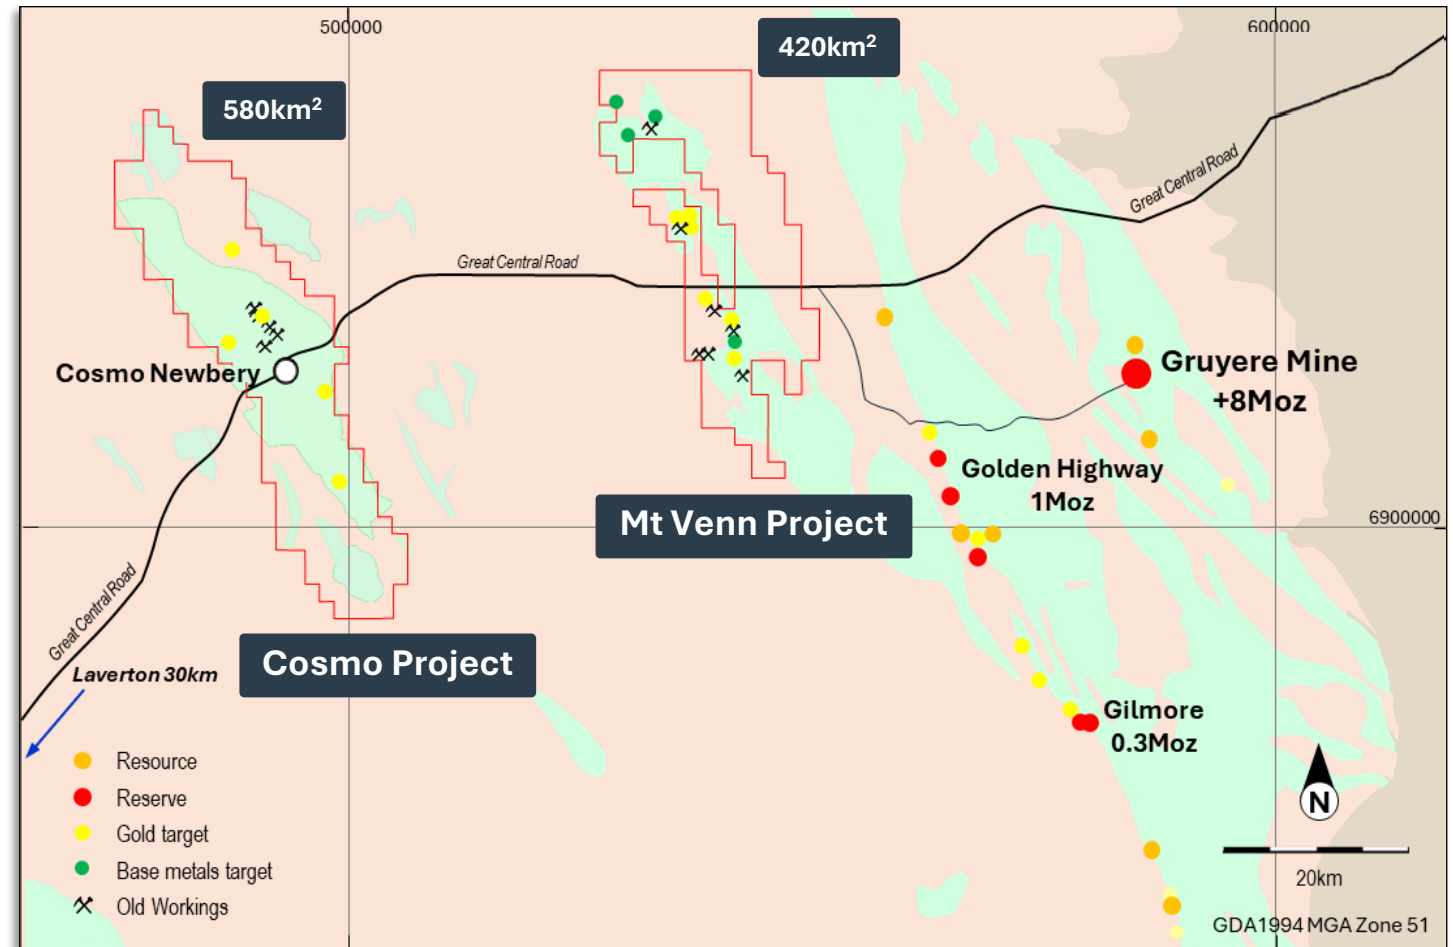 500000
600000
420km²
580km²
Great Central Road
Great Central Road
Cosmo Newbery
Gruyere Mine
+8Moz
Golden Highway
1Moz
Mt Venn Project
6900000
Great Central Road
Cosmo Project
Laverton 30km
Gilmore
0.3Moz
Resource
Reserve
Gold target
Base metals target
Old Workings
N
20km
GDA1994 MGA Zone 51